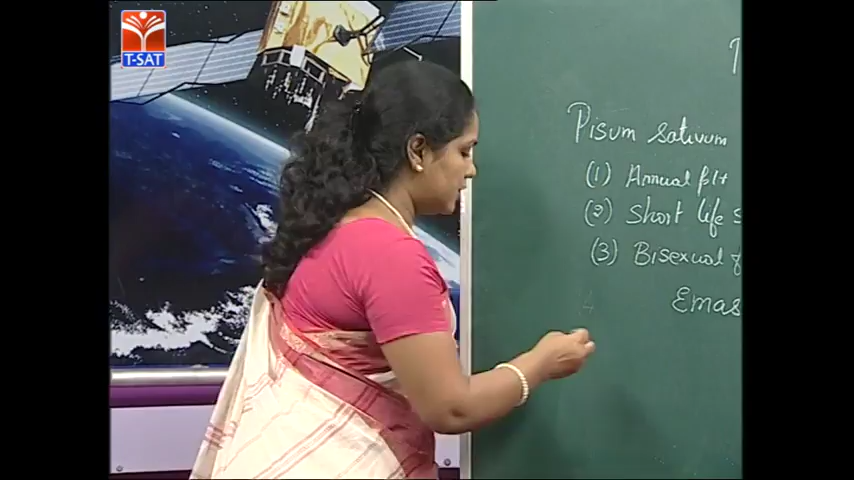 T-SAT
Pisum Sativum
(1) Annual plt
(2) Short life s
(3) Bisexual f
Emas